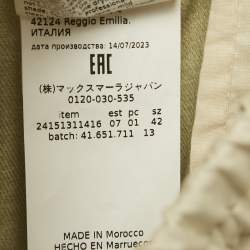 42124 Reggio Emilia.
ИТАЛИЯ
дата производства: 14/07/2023
EAC
(株)マックスマーラジャパン
0120-030-535
item est pc sz
24151311416 07 01 42
batch: 41.651.711 13
MADE IN Morocco
HECHO EN Marruecos